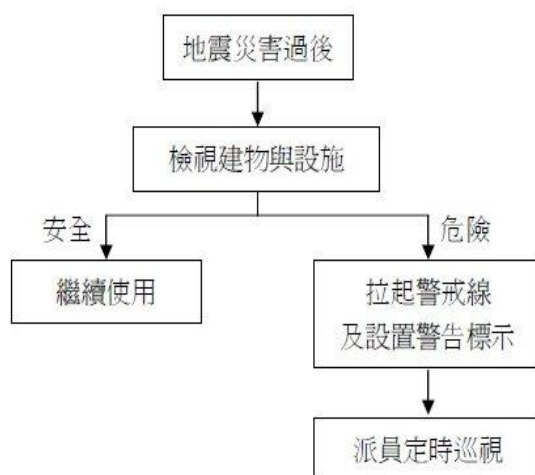 地震災害過後
檢視建物與設施
安全
危險
繼續使用
拉起警戒線
及設置警告標示
派員定時巡視